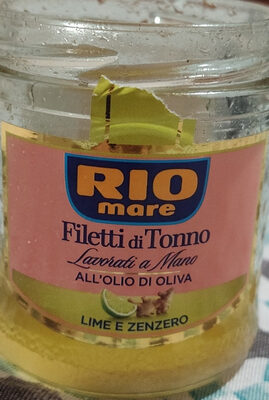 RIO
mare
Filetti di Tonno
Lavorati a Mano
ALL'OLIO DI OLIVA
LIME E ZENZERO